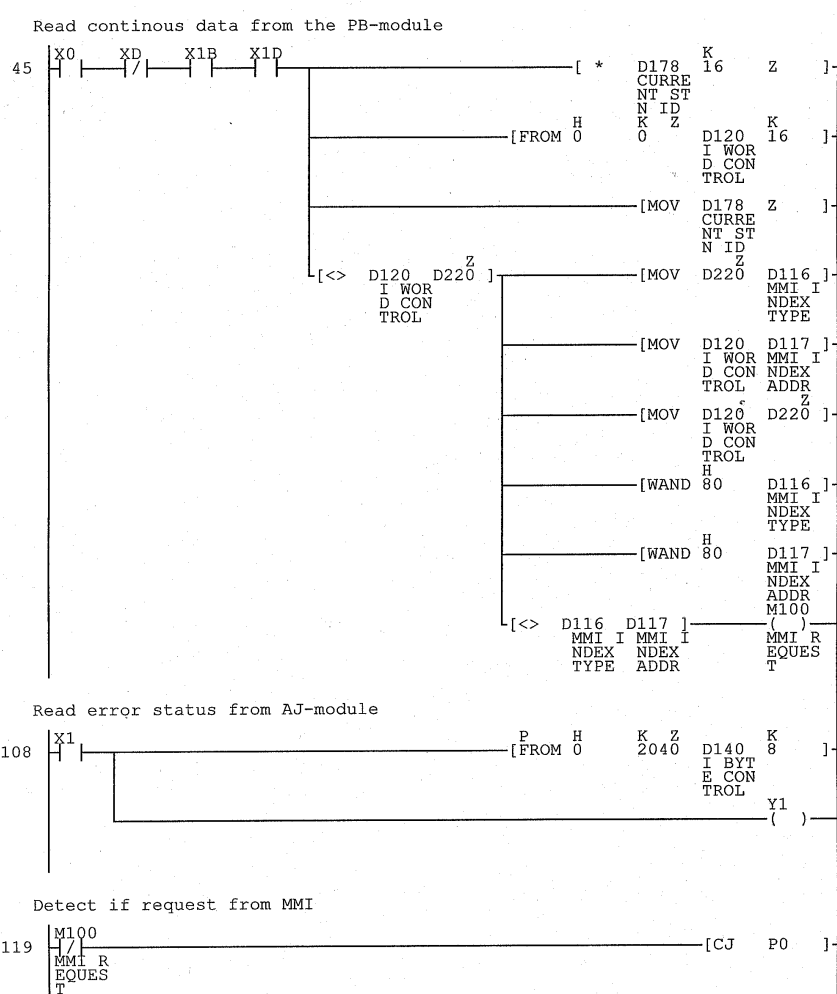 Read continous data from the PB-module
X0 XD X1B X1D K
45 [ * D178 16 Z ]
CURRE
NT ST
N ID
H K Z K
[FROM 0 0 D120 16 ]
I WOR
D CON
TROL
[MOV D178 Z ]
CURRE
NT ST
N ID
Z Z
[<> D120 D220 ] [MOV D220 D116 ]
I WOR MMI I
D CON NDEX
TROL TYPE
[MOV D120 D117 ]
I WOR MMI I
D CON NDEX
TROL ADDR
Z
[MOV D120 D220 ]
I WOR
D CON
TROL
H
[WAND 80 D116 ]
MMI I
NDEX
TYPE
H
[WAND 80 D117 ]
MMI I
NDEX
ADDR
M100
[<> D116 D117 ] ( )
MMI I MMI I MMI R
NDEX NDEX EQUES
TYPE ADDR T
Read error status from AJ-module
X1 P H K Z K
108 [FROM 0 2040 D140 8 ]
I BYT
E CON
TROL
Y1
( )
Detect if request from MMI
M100
119 [CJ P0 ]
MMI R
EQUES
T